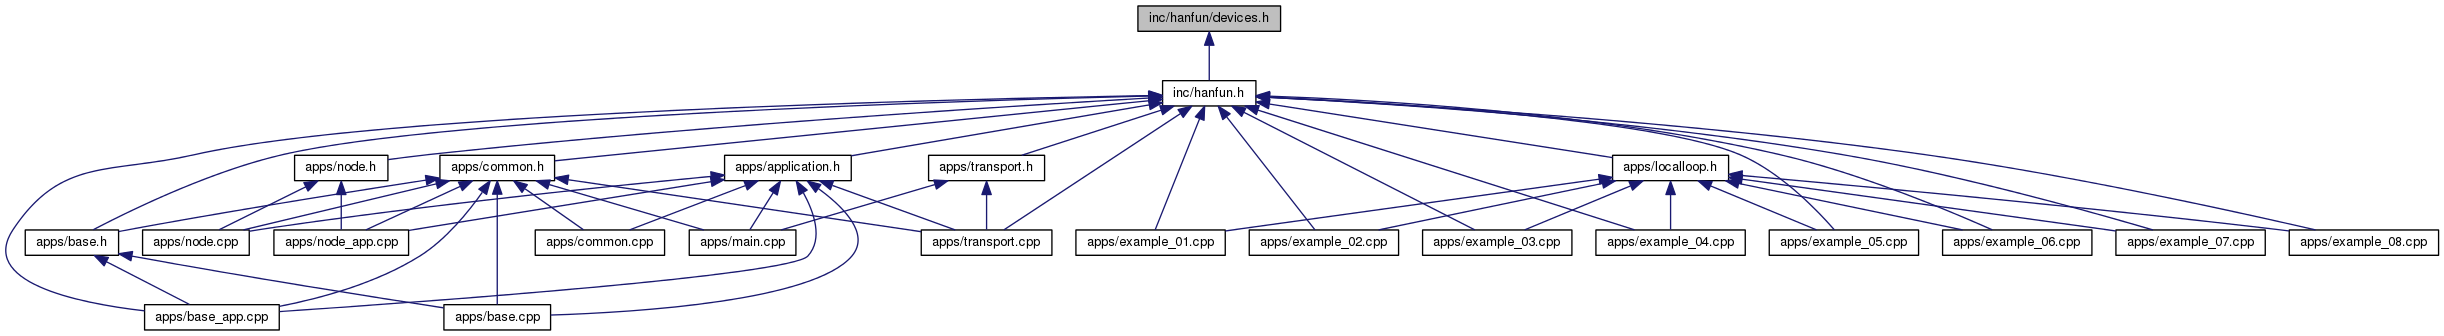 inc/hanfun/devices.h
inc/hanfun.h
apps/node.h
apps/common.h
apps/application.h
apps/transport.h
apps/localloop.h
apps/base.h
apps/node.cpp
apps/node_app.cpp
apps/common.cpp
apps/main.cpp
apps/transport.cpp
apps/example_01.cpp
apps/example_02.cpp
apps/example_03.cpp
apps/example_04.cpp
apps/example_05.cpp
apps/example_06.cpp
apps/example_07.cpp
apps/example_08.cpp
apps/base_app.cpp
apps/base.cpp